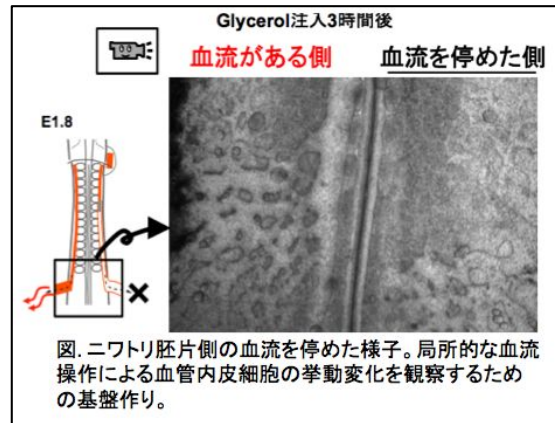 Glycerol注入3時間後
血流がある側 血流を停めた側
E1.8
図. ニワトリ胚片側の血流を停めた様子。局所的な血流
操作による血管内皮細胞の挙動変化を観察するため
の基盤作り。